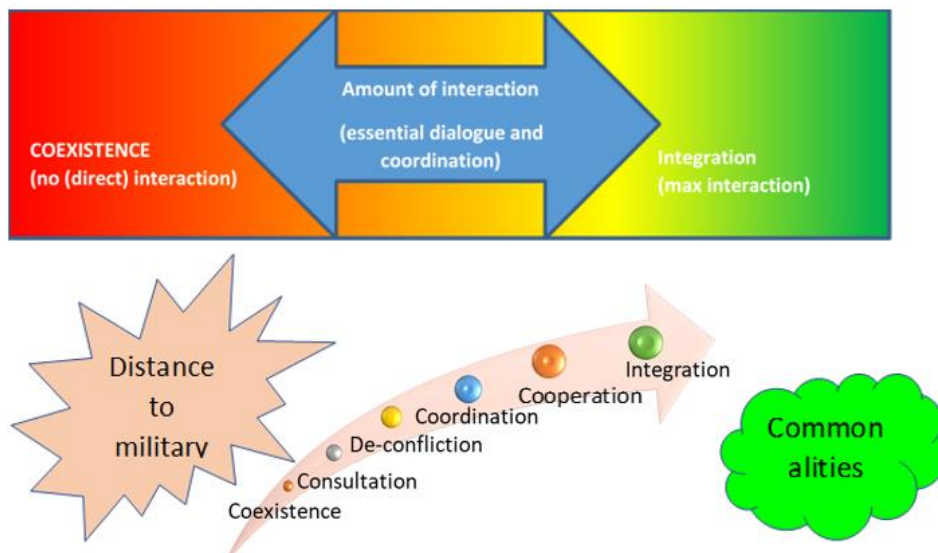 Amount of interaction
(essential dialogue and
coordination)
COEXISTENCE
(no (direct) interaction)
Integration
(max interaction)
Distance
to
military
Coexistence
Consultation
De-confliction
Coordination
Cooperation
Integration
Common
alities